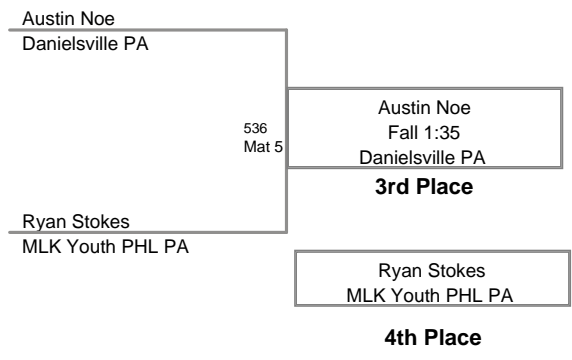 Austin Noe
Danielsville PA
536
Mat 5
Austin Noe
Fall 1:35
Danielsville PA
3rd Place
Ryan Stokes
MLK Youth PHL PA
Ryan Stokes
MLK Youth PHL PA
4th Place